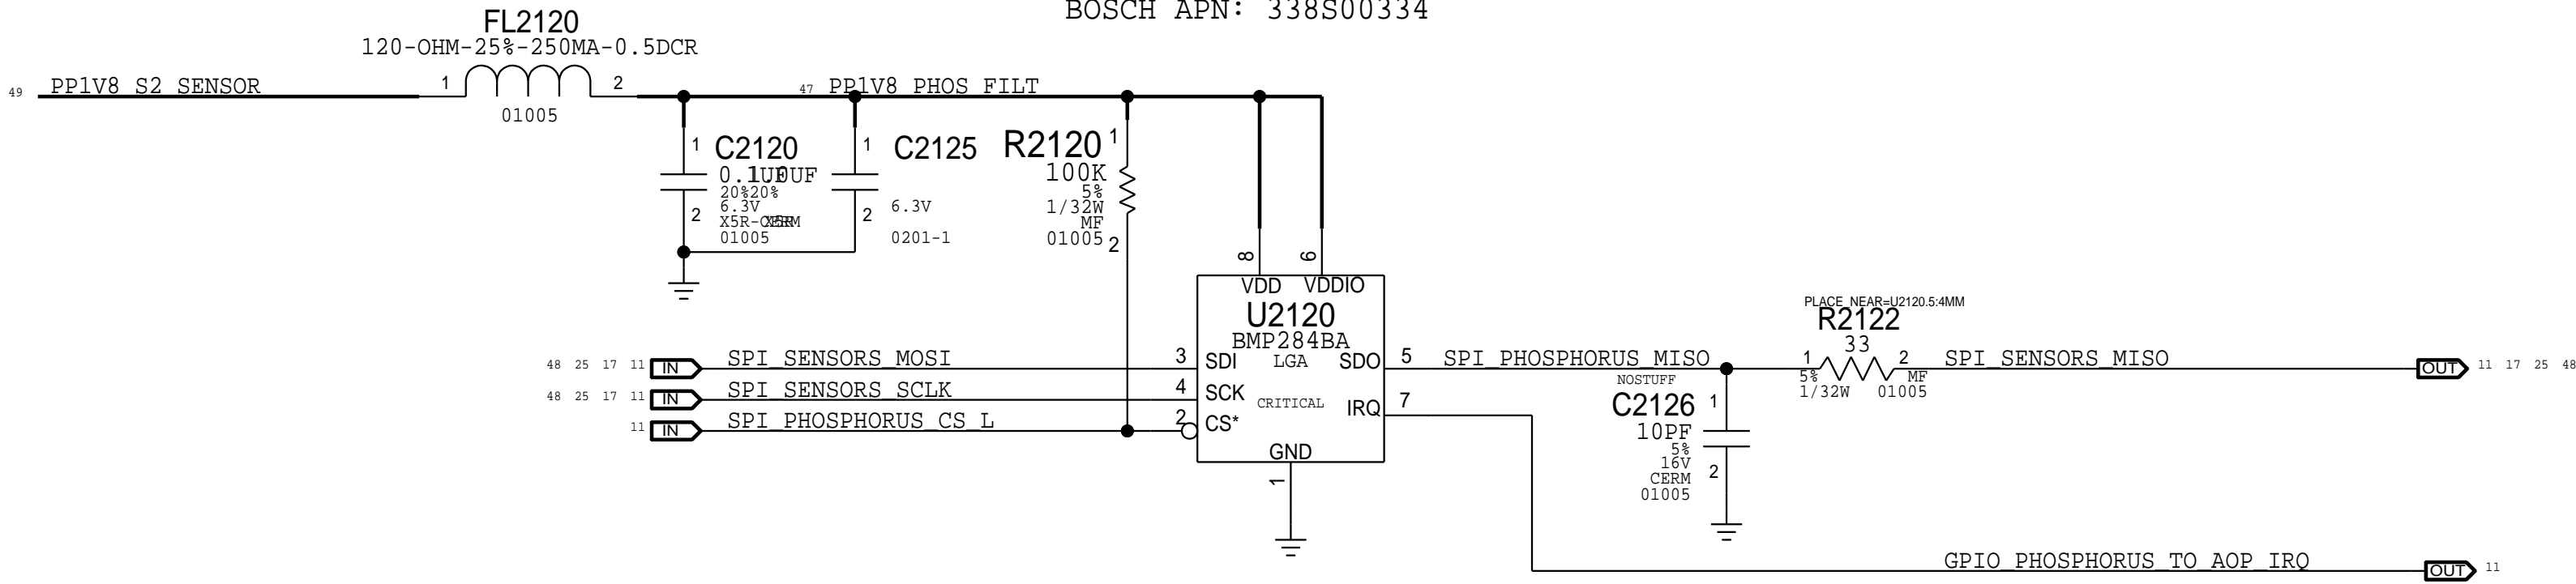 BOSCH APN: 338S00334
FL2120
120-OHM-25%-250MA-0.5DCR
49 PP1V8_S2_SENSOR 1 2 47 PP1V8_PHOS_FILT
01005
1 C2120 1 C2125 R2120 1
0.1UF 100K
20% 20% 5%
6.3V 6.3V 1/32W
2 2 MF
01005 0201-1 01005 2
8 6
VDD VDDIO
U2120
BMP284BA
LGA
CRITICAL
48 25 17 11 IN SPI_SENSORS_MOSI 3 SDI
48 25 17 11 IN SPI_SENSORS_SCLK 4 SCK
11 IN SPI_PHOSPHORUS_CS_L 2 CS*
GND
1
SDO 5 SPI_PHOSPHORUS_MISO
IRQ 7
PLACE_NEAR=U2120.5:4MM
R2122
33
1 2 SPI_SENSORS_MISO OUT 11 17 25 48
5% MF
1/32W 01005
NOSTUFF
C2126 1
10PF
5%
16V
2
CERM
01005
GPIO_PHOSPHORUS_TO_AOP_IRQ OUT 11